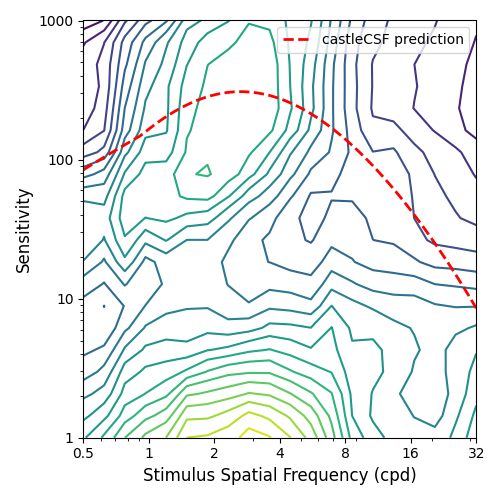 1000
castleCSF prediction
100
10
1
Sensitivity
0.5 1 2 4 8 16 32
Stimulus Spatial Frequency (cpd)